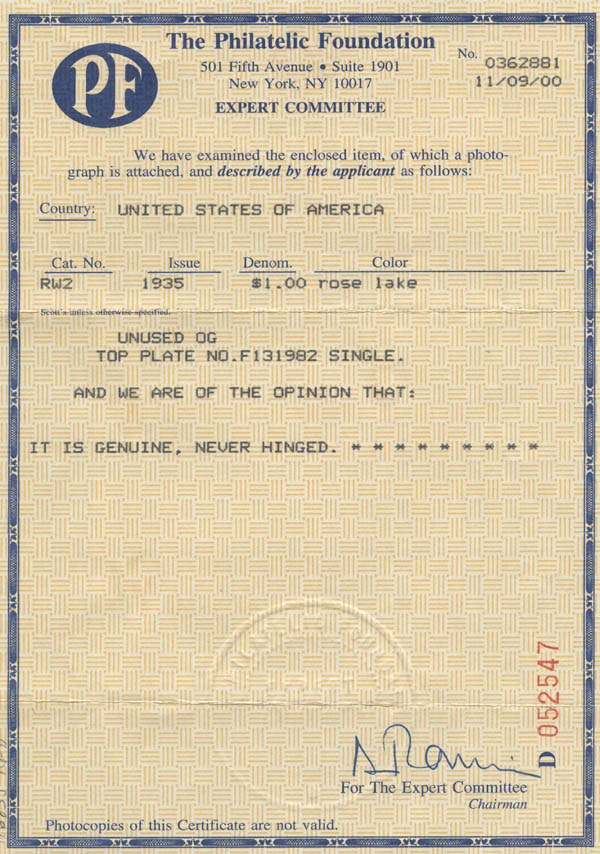 PF
The Philatelic Foundation
501 Fifth Avenue • Suite 1901
New York, NY 10017
EXPERT COMMITTEE
No. 0362881
11/09/00
We have examined the enclosed item, of which a photo-
graph is attached, and described by the applicant as follows:
Country: UNITED STATES OF AMERICA
Cat. No. Issue Denom. Color
RW2 1935 $1.00 rose lake
Scott's unless otherwise specified.
UNUSED OG
TOP PLATE NO.F131982 SINGLE.
AND WE ARE OF THE OPINION THAT:
IT IS GENUINE, NEVER HINGED. * * * * * * * * *
D 052547
For The Expert Committee
Chairman
Photocopies of this Certificate are not valid.